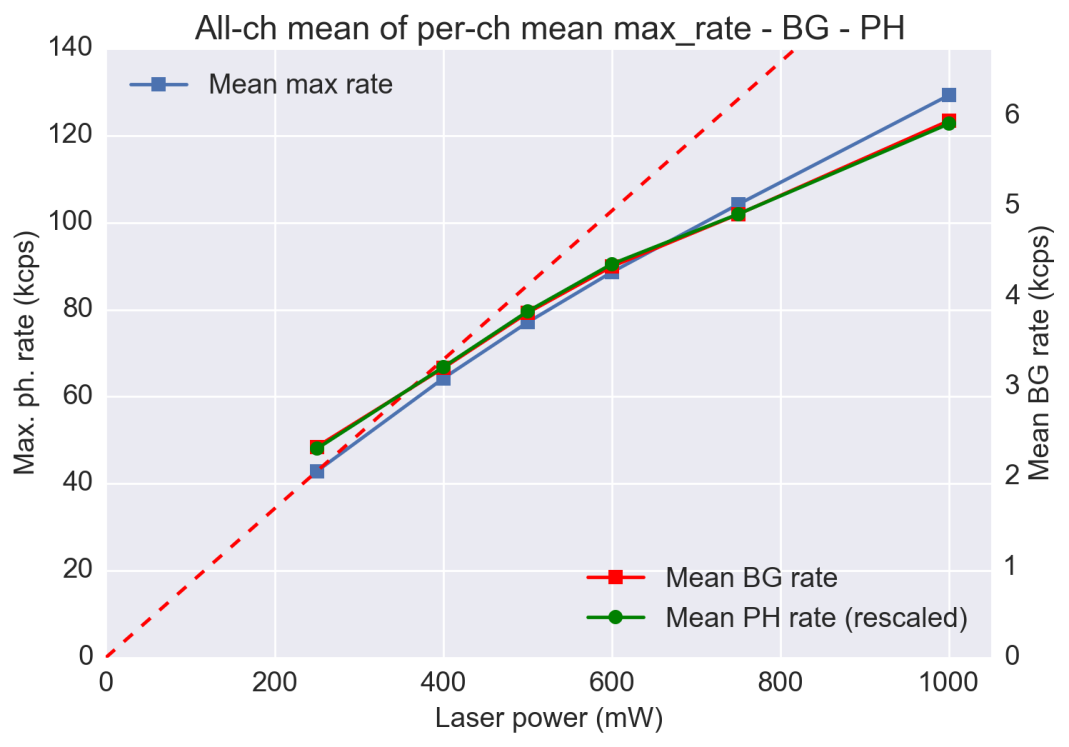 All-ch mean of per-ch mean max_rate - BG - PH
Mean max rate
Max. ph. rate (kcps)
140
120
100
80
60
40
20
0
6
5
4
3
2
1
0
Mean BG rate (kcps)
Mean BG rate
Mean PH rate (rescaled)
0 200 400 600 800 1000
Laser power (mW)